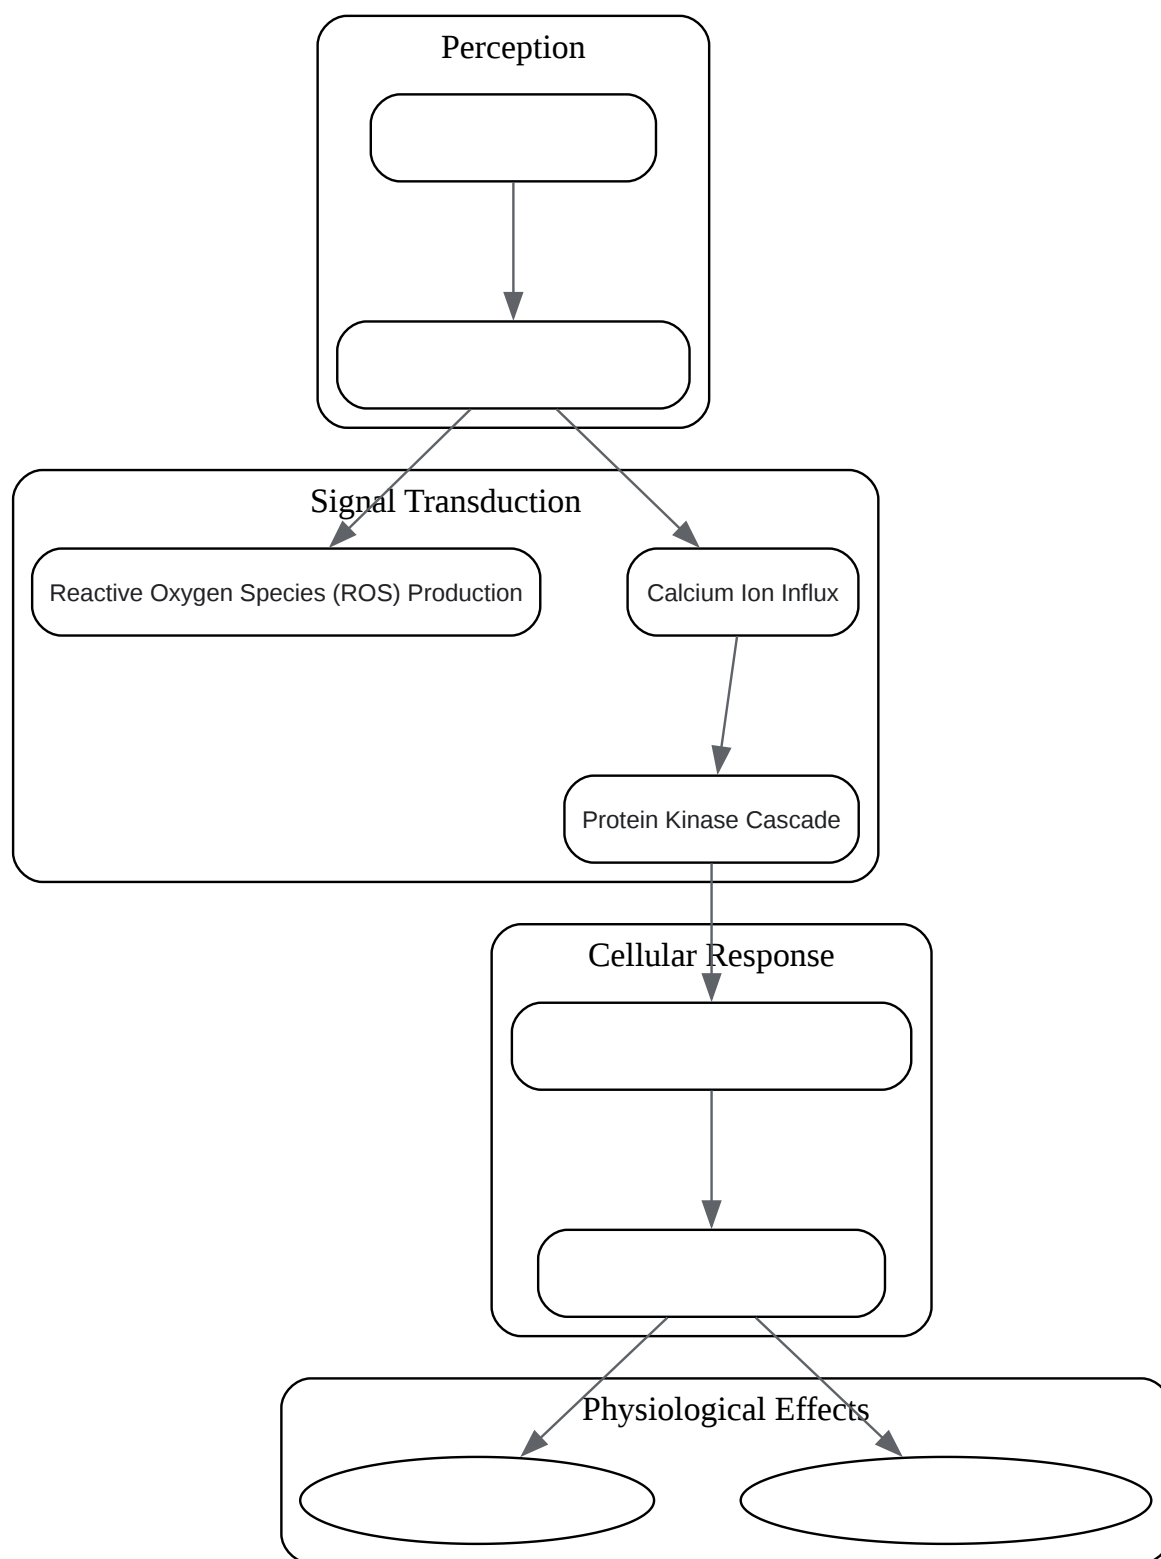 Perception
Signal Transduction
Reactive Oxygen Species (ROS) Production
Calcium Ion Influx
Protein Kinase Cascade
Cellular Response
Physiological Effects